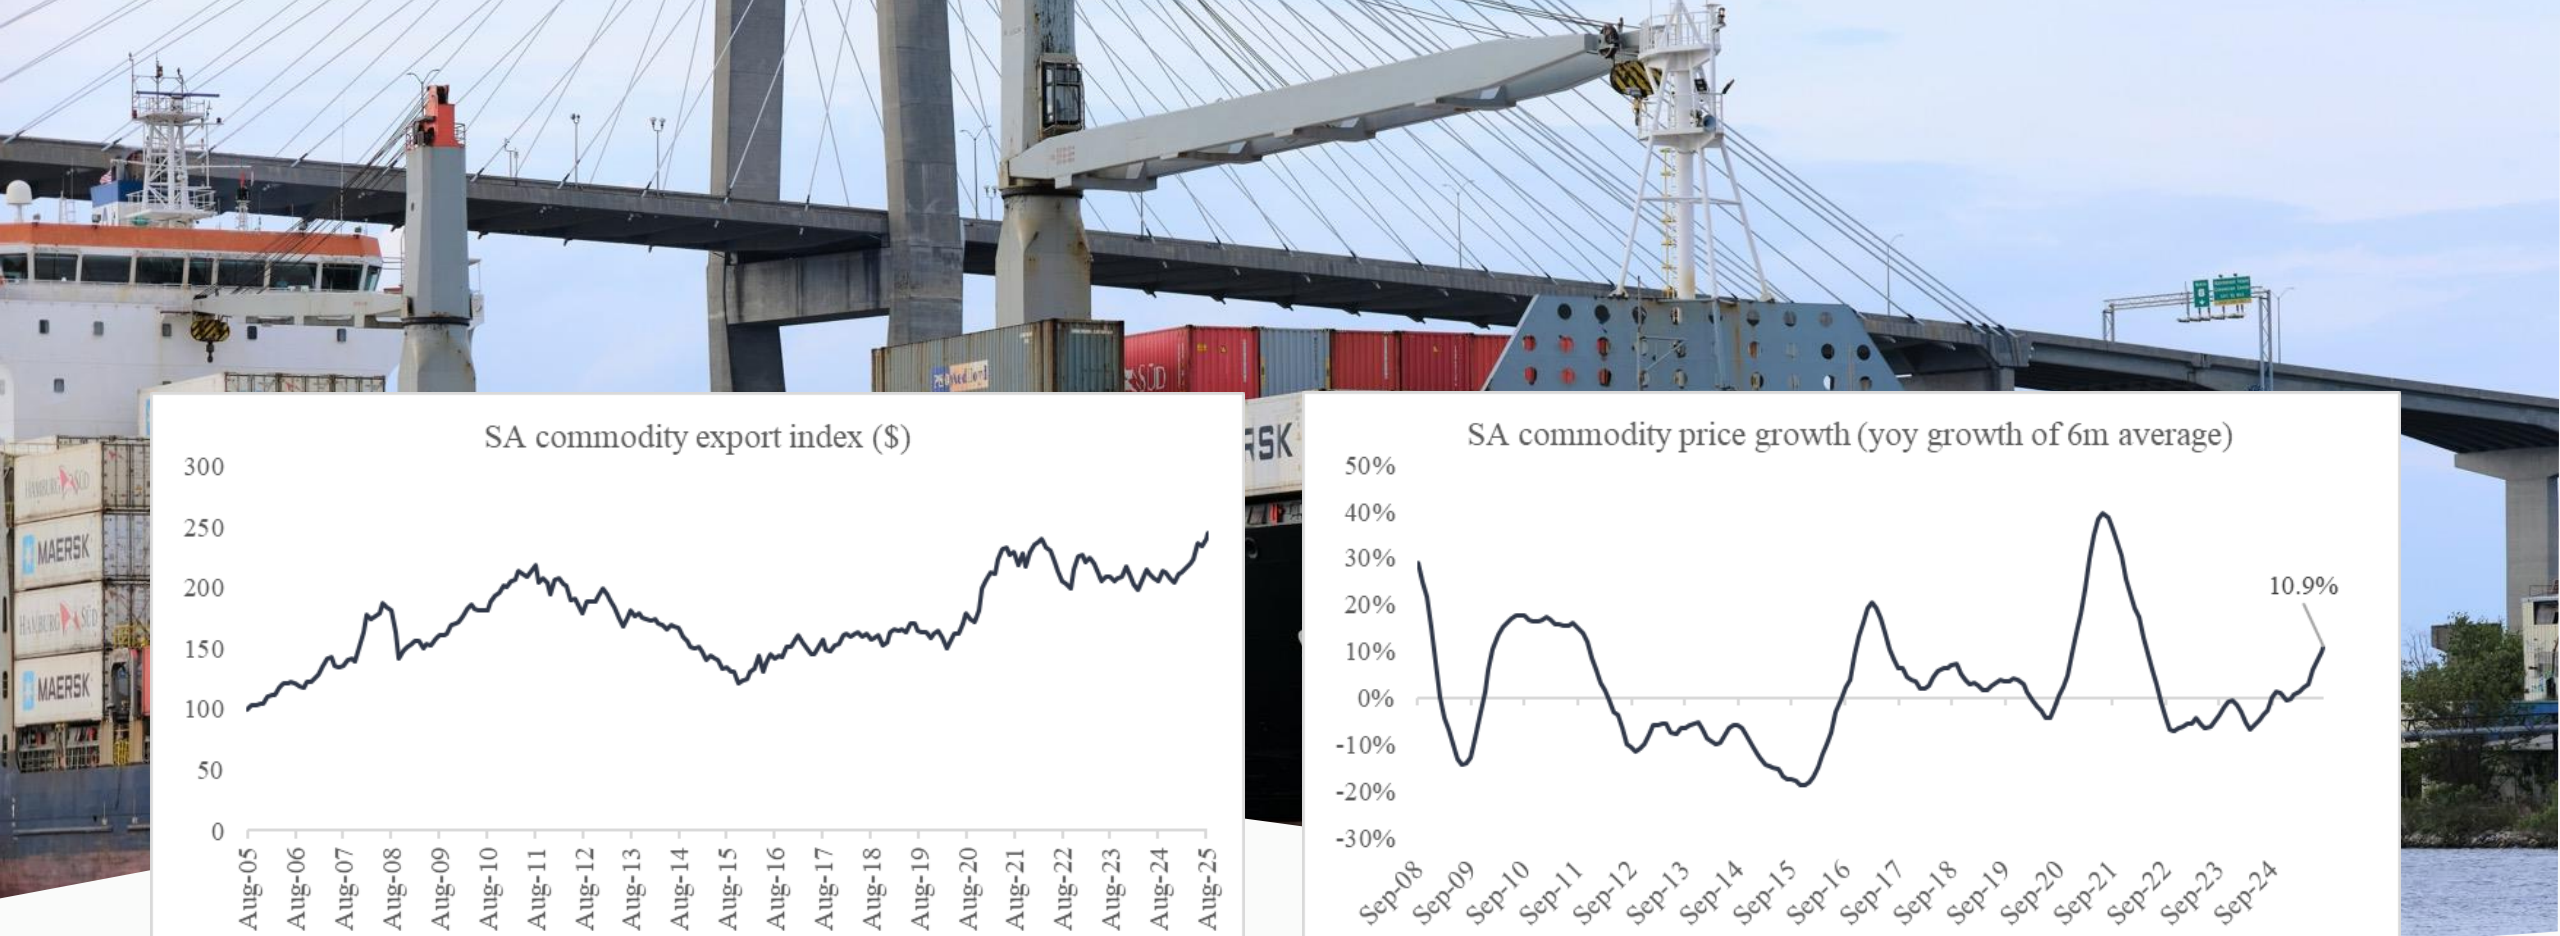 HAMBURG SÜD
MAERSK
HAMBURG SÜD
MAERSK
SÜD
RSK
SA commodity export index ($)
300
250
200
150
100
50
0
Aug-05
Aug-06
Aug-07
Aug-08
Aug-09
Aug-10
Aug-11
Aug-12
Aug-13
Aug-14
Aug-15
Aug-16
Aug-17
Aug-18
Aug-19
Aug-20
Aug-21
Aug-22
Aug-23
Aug-24
Aug-25
SA commodity price growth (yoy growth of 6m average)
50%
40%
30%
20%
10%
0%
-10%
-20%
-30%
10.9%
Sep-08
Sep-09
Sep-10
Sep-11
Sep-12
Sep-13
Sep-14
Sep-15
Sep-16
Sep-17
Sep-18
Sep-19
Sep-20
Sep-21
Sep-22
Sep-23
Sep-24